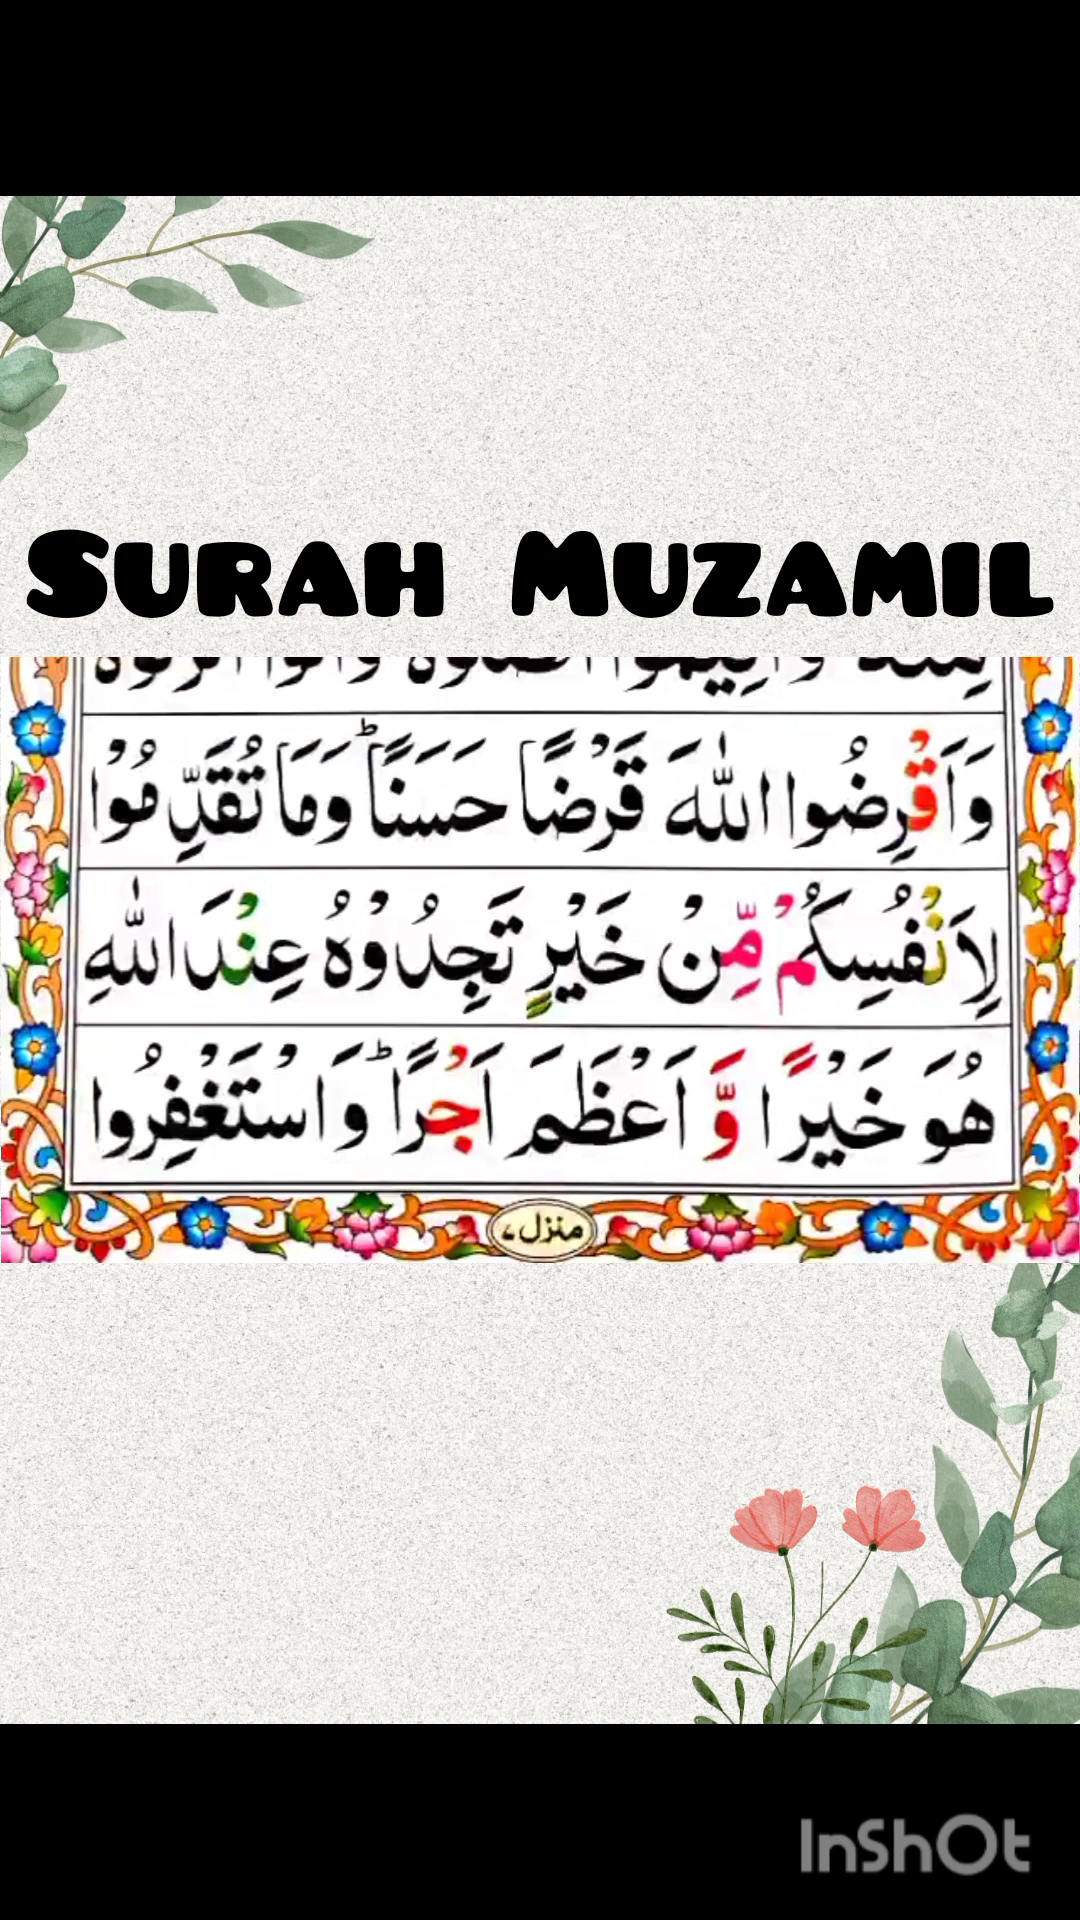 SURAH MUZAMIL
وَاَقْرِضُوا اللّٰهَ قَرْضًا حَسَنًا ؕ وَمَا تُقَدِّمُوْا
لِاَنْفُسِكُمْ مِّنْ خَيْرٍ تَجِدُوْهُ عِنْدَ اللّٰهِ
هُوَ خَيْرًا وَّ اَعْظَمَ اَجْرًا ؕ وَاسْتَغْفِرُوا
منزل ۷
InShOt